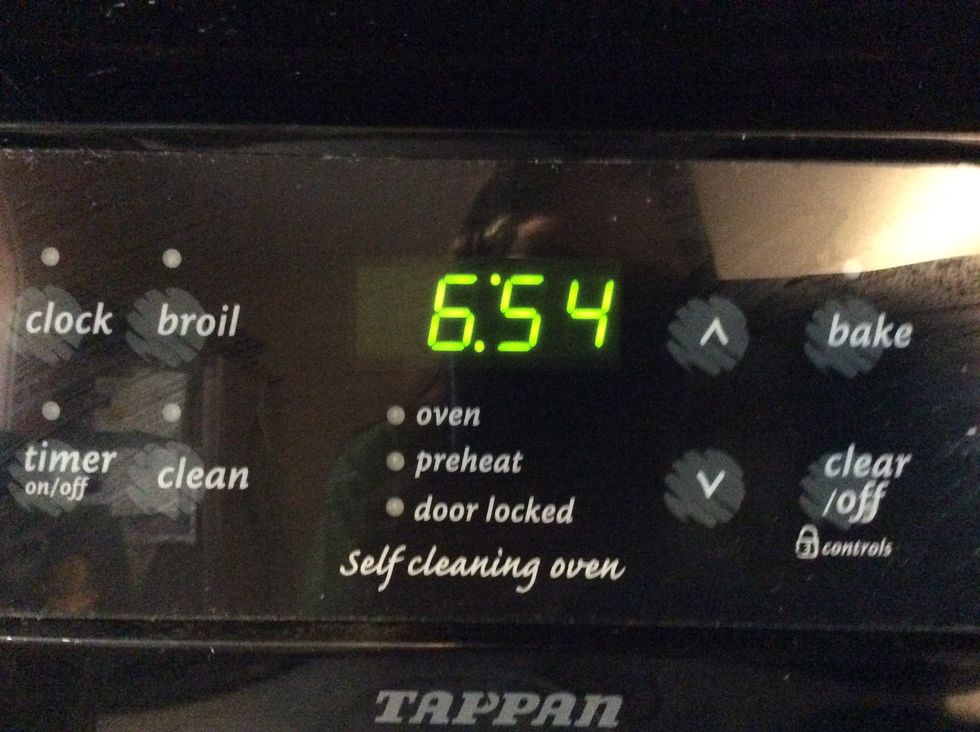 6:54
clock
broil
^
bake
timer
on/off
clean
oven
preheat
door locked
v
clear
/off
3 controls
Self cleaning oven
TAPPAN